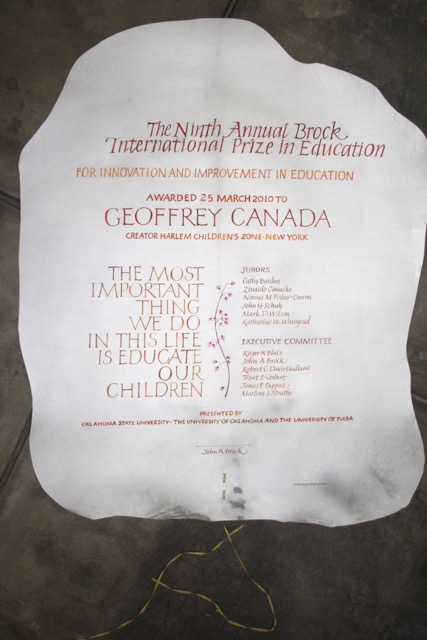 The Ninth Annual Brock
International Prize in Education
FOR INNOVATION AND IMPROVEMENT IN EDUCATION
AWARDED 25 MARCH 2010 TO
GEOFFREY CANADA
CREATOR·HARLEM CHILDREN'S ZONE·NEW YORK
THE MOST
IMPORTANT
THING
WE DO
IN THIS LIFE
IS EDUCATE
OUR
CHILDREN
JURORS
Cathy Burden
Zenaido Camacho
Norma M·Fisher-Doiron
John H·Schuh
Mark D·Wilson
Katharine W·Winograd
EXECUTIVE COMMITTEE
Roger N·Blais
John A·Brock
Robert C·Davis
Trent E·Gabert
James P·Pappas
Marlene I·Strathe
PRESENTED BY
OKLAHOMA STATE UNIVERSITY · THE UNIVERSITY OF OKLAHOMA AND THE UNIVERSITY OF TULSA
John A·Brock